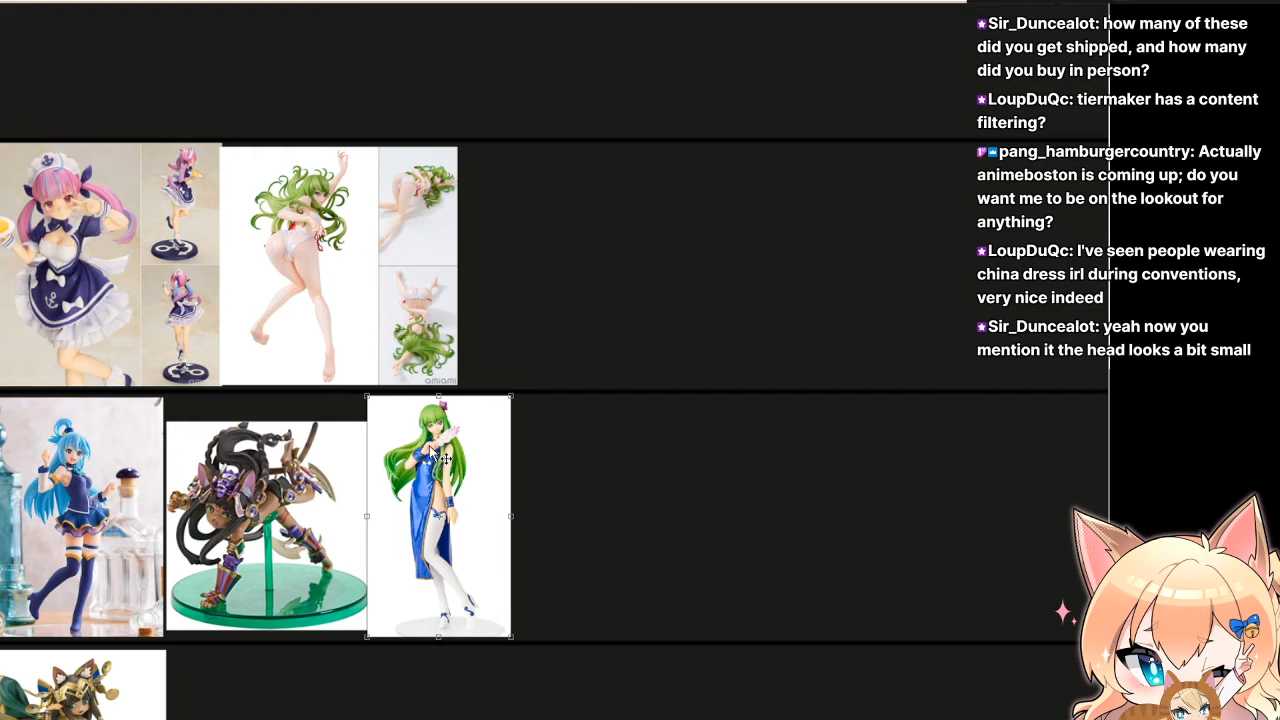 Sir_Duncealot: how many of these
did you get shipped, and how many
did you buy in person?
LoupDuQc: tiermaker has a content
filtering?
pang_hamburgercountry: Actually
animeboston is coming up; do you
want me to be on the lookout for
anything?
LoupDuQc: I've seen people wearing
china dress irl during conventions,
very nice indeed
Sir_Duncealot: yeah now you
mention it the head looks a bit small
amiami